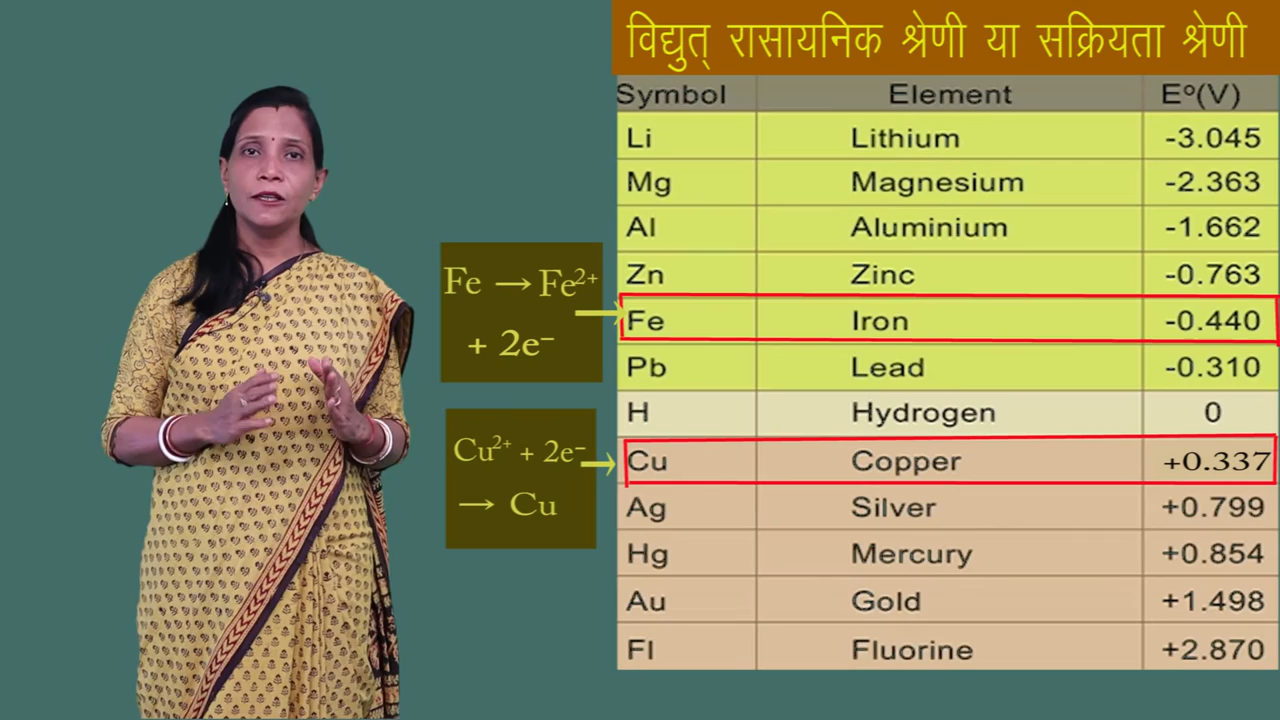 विद्युत् रासायनिक श्रेणी या सक्रियता श्रेणी
Symbol Element Eº(V)
Li Lithium -3.045
Mg Magnesium -2.363
Al Aluminium -1.662
Zn Zinc -0.763
Fe Iron -0.440
Pb Lead -0.310
H Hydrogen 0
Cu Copper +0.337
Ag Silver +0.799
Hg Mercury +0.854
Au Gold +1.498
Fl Fluorine +2.870
Fe → Fe²⁺
+ 2e⁻
Cu²⁺ + 2e⁻
→ Cu